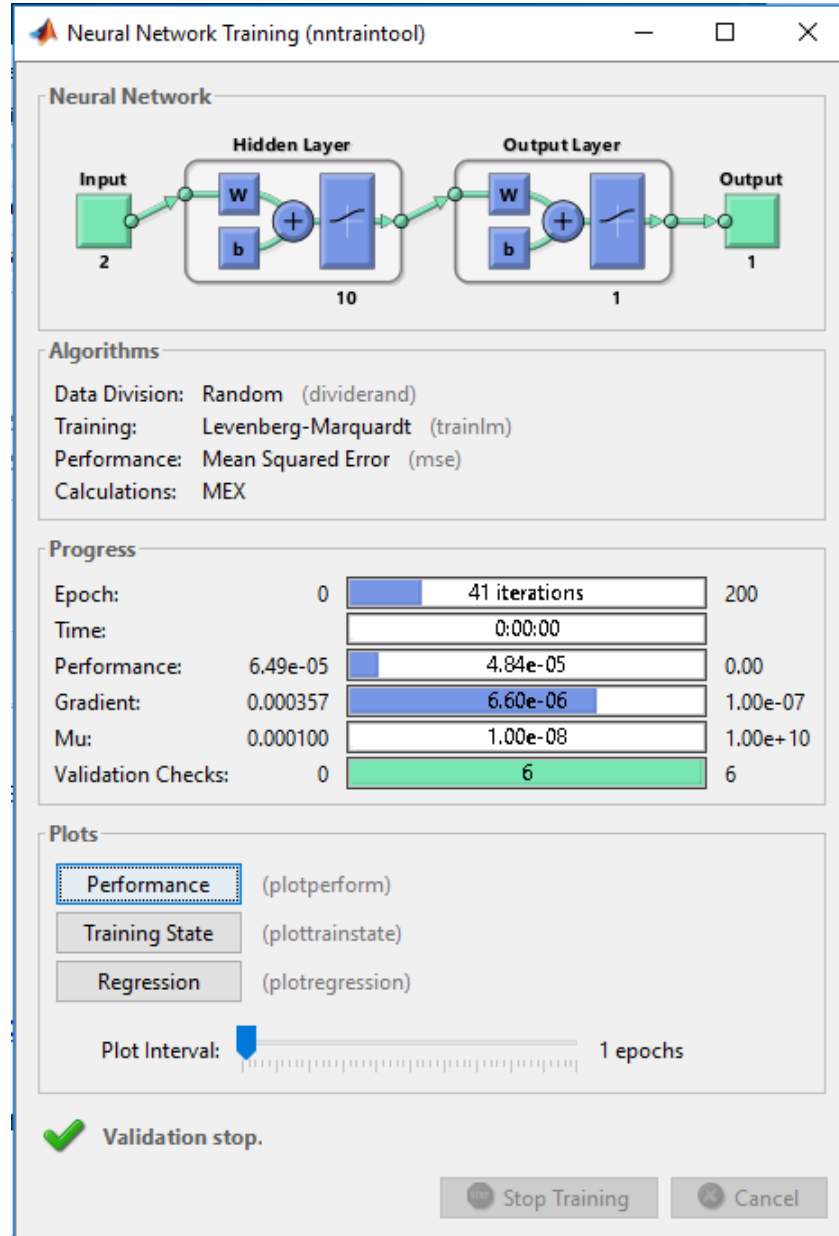 Neural Network Training (nntraintool)
Neural Network
Hidden Layer
Output Layer
Input
Output
W
b
+
W
b
+
2
10
1
1
Algorithms
Data Division: Random (dividerand)
Training: Levenberg-Marquardt (trainlm)
Performance: Mean Squared Error (mse)
Calculations: MEX
Progress
Epoch: 0 41 iterations 200
Time: 0:00:00
Performance: 6.49e-05 4.84e-05 0.00
Gradient: 0.000357 6.60e-06 1.00e-07
Mu: 0.000100 1.00e-08 1.00e+10
Validation Checks: 0 6 6
Plots
Performance (plotperform)
Training State (plottrainstate)
Regression (plotregression)
Plot Interval: 1 epochs
Validation stop.
Stop Training Cancel